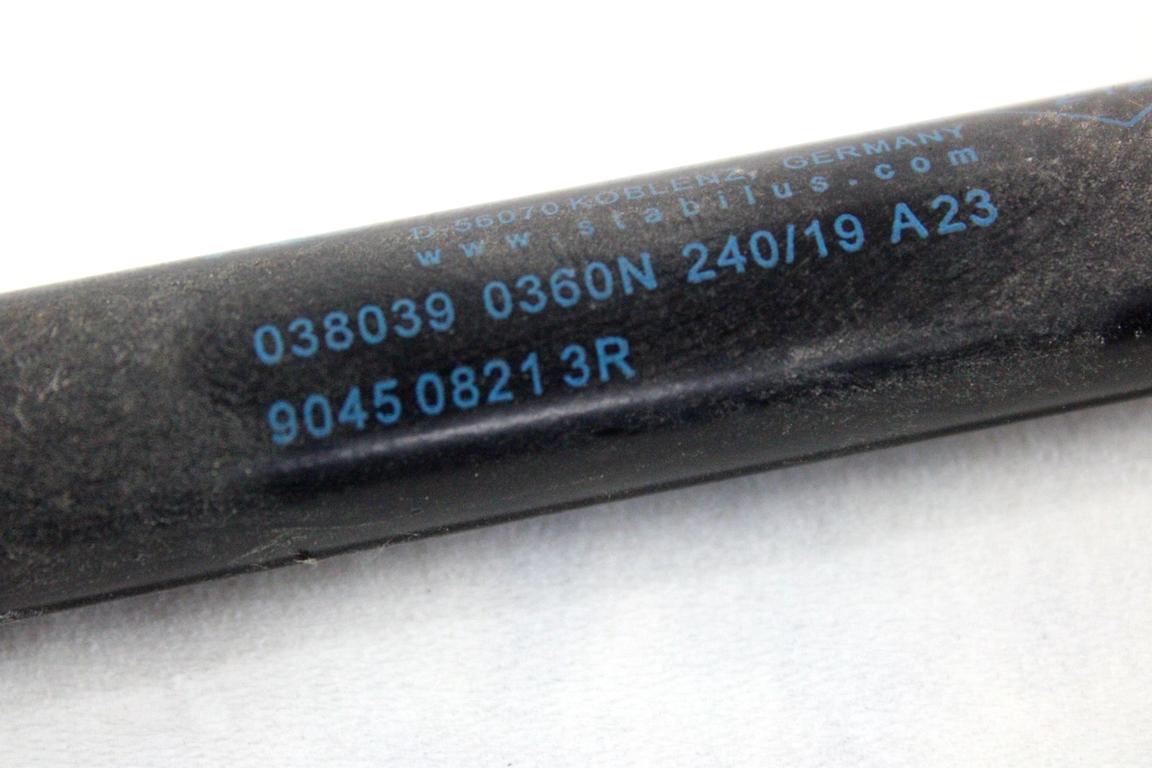 D-56070 KOBLENZ, GERMANY
www.stabilus.com
038039 0360N 240/19 A23
9045 0821 3R